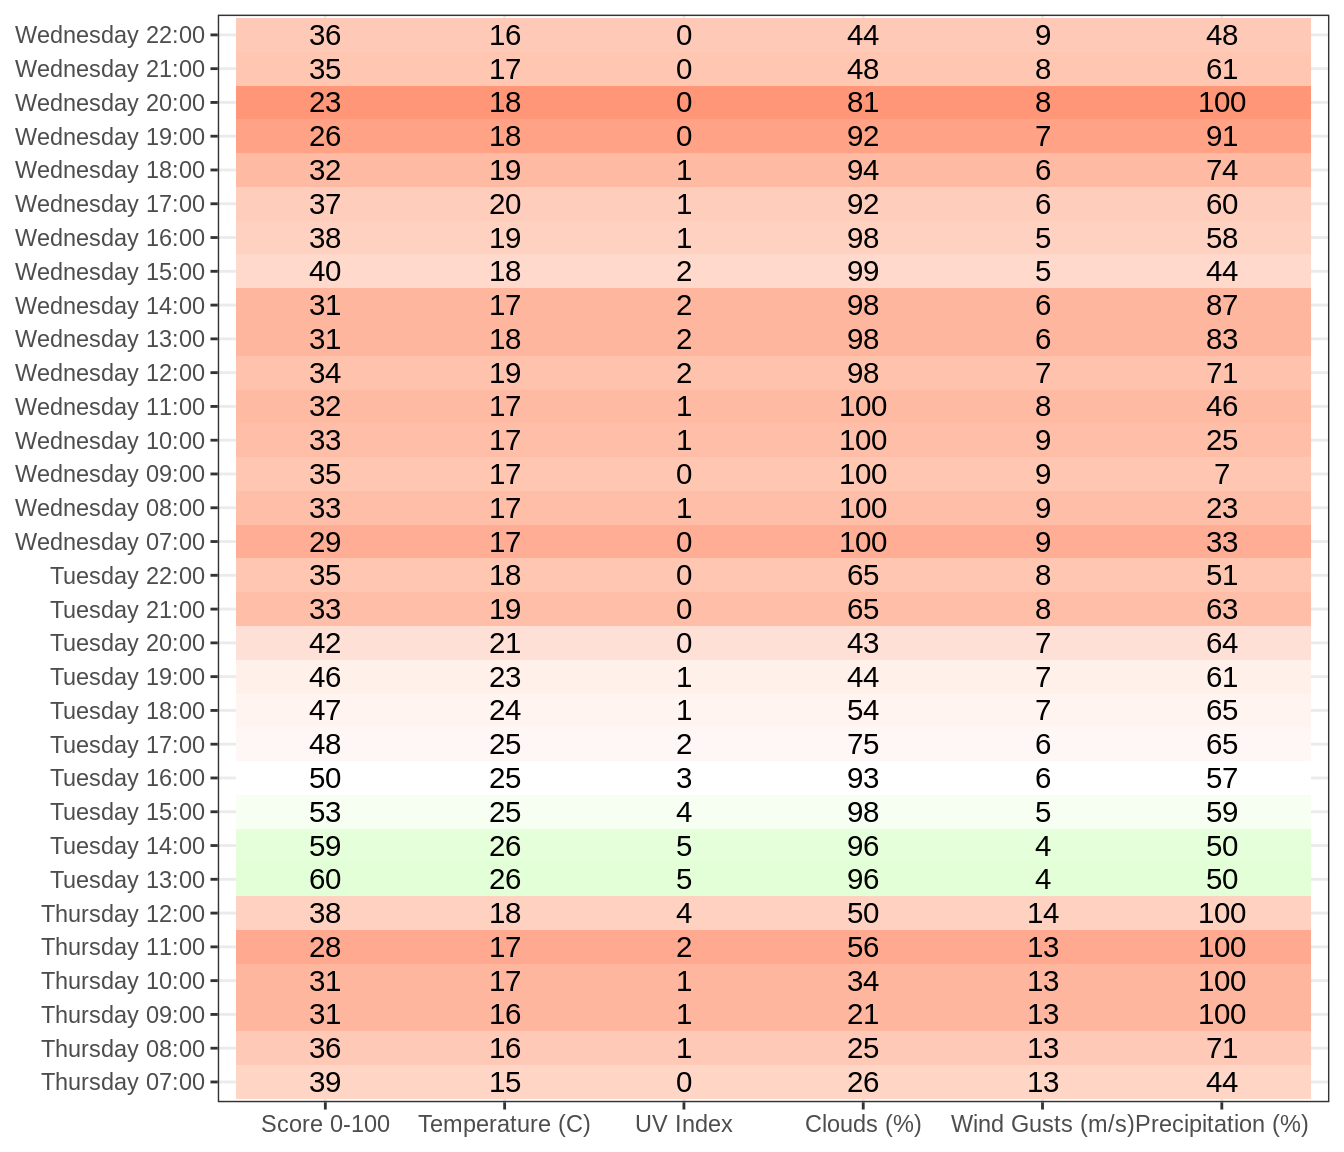 Wednesday 22:00 36 16 0 44 9 48
Wednesday 21:00 35 17 0 48 8 61
Wednesday 20:00 23 18 0 81 8 100
Wednesday 19:00 26 18 0 92 7 91
Wednesday 18:00 32 19 1 94 6 74
Wednesday 17:00 37 20 1 92 6 60
Wednesday 16:00 38 19 1 98 5 58
Wednesday 15:00 40 18 2 99 5 44
Wednesday 14:00 31 17 2 98 6 87
Wednesday 13:00 31 18 2 98 6 83
Wednesday 12:00 34 19 2 98 7 71
Wednesday 11:00 32 17 1 100 8 46
Wednesday 10:00 33 17 1 100 9 25
Wednesday 09:00 35 17 0 100 9 7
Wednesday 08:00 33 17 1 100 9 23
Wednesday 07:00 29 17 0 100 9 33
Tuesday 22:00 35 18 0 65 8 51
Tuesday 21:00 33 19 0 65 8 63
Tuesday 20:00 42 21 0 43 7 64
Tuesday 19:00 46 23 1 44 7 61
Tuesday 18:00 47 24 1 54 7 65
Tuesday 17:00 48 25 2 75 6 65
Tuesday 16:00 50 25 3 93 6 57
Tuesday 15:00 53 25 4 98 5 59
Tuesday 14:00 59 26 5 96 4 50
Tuesday 13:00 60 26 5 96 4 50
Thursday 12:00 38 18 4 50 14 100
Thursday 11:00 28 17 2 56 13 100
Thursday 10:00 31 17 1 34 13 100
Thursday 09:00 31 16 1 21 13 100
Thursday 08:00 36 16 1 25 13 71
Thursday 07:00 39 15 0 26 13 44
Score 0-100 Temperature (C) UV Index Clouds (%) Wind Gusts (m/s) Precipitation (%)